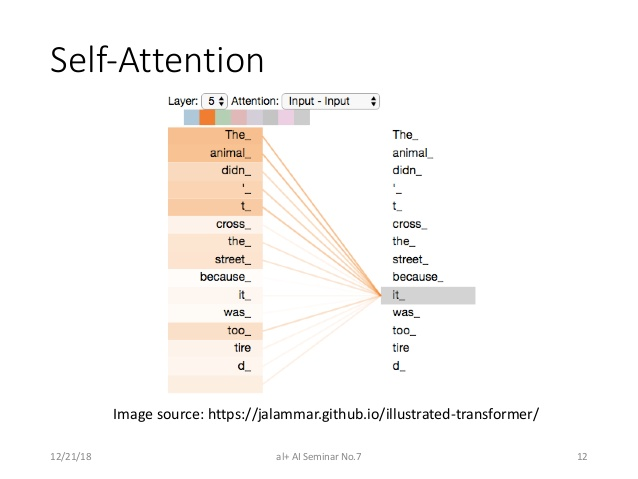 Self-Attention
Layer: 5 Attention: Input - Input
The_ The_
animal_ animal_
didn_ didn_
'_ '_
t_ t_
cross_ cross_
the_ the_
street_ street_
because_ because_
it_ it_
was_ was_
too_ too_
tire tire
d_ d_
Image source: https://jalammar.github.io/illustrated-transformer/
12/21/18 al+ AI Seminar No.7 12